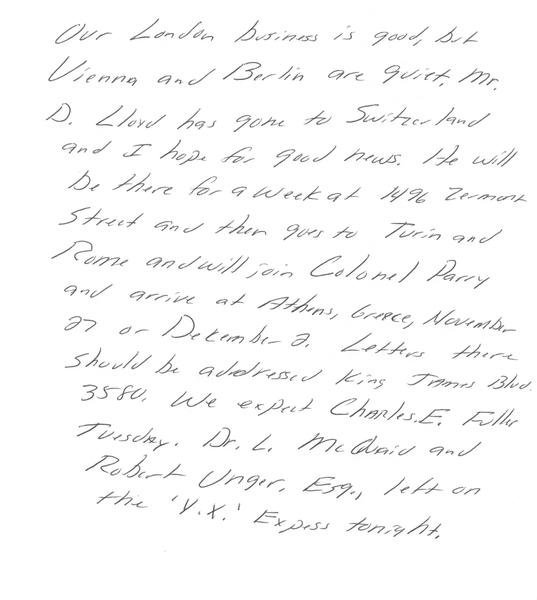 Our London business is good, but
Vienna and Berlin are quiet. Mr.
D. Lloyd has gone to Switzerland
and I hope for good news. He will
be there for a week at 1496 Zermont
Street and then goes to Turin and
Rome and will join Colonel Parry
and arrive at Athens, Greece, November
27 or December 2. Letters there
should be addressed King James Blvd.
3580. We expect Charles E. Fuller
Tuesday. Dr. L. McQuaid and
Robert Unger, Esq., left on
the 'Y.X.' Expess tonight.